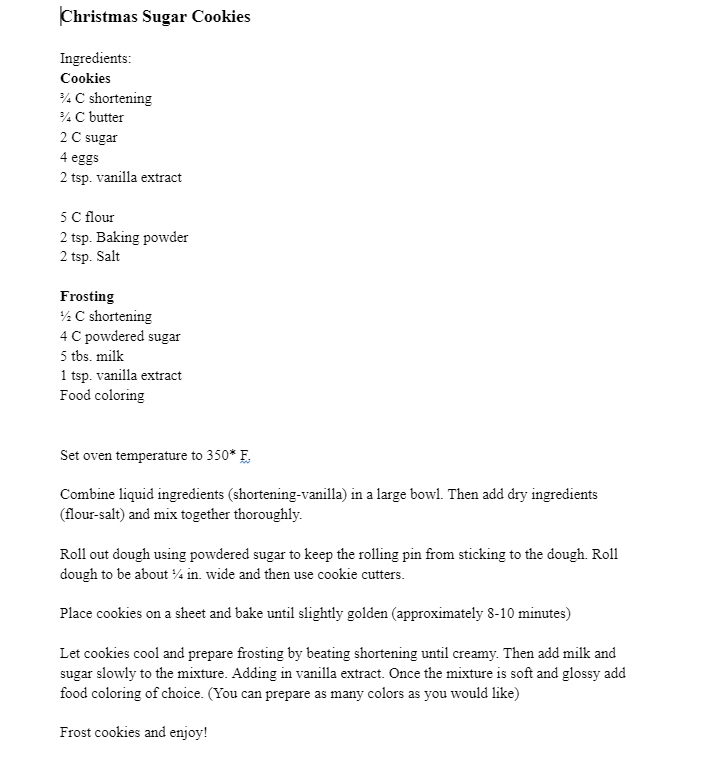 Christmas Sugar Cookies
Ingredients:
Cookies
¾ C shortening
¾ C butter
2 C sugar
4 eggs
2 tsp. vanilla extract
5 C flour
2 tsp. Baking powder
2 tsp. Salt
Frosting
½ C shortening
4 C powdered sugar
5 tbs. milk
1 tsp. vanilla extract
Food coloring
Set oven temperature to 350* F.
Combine liquid ingredients (shortening-vanilla) in a large bowl. Then add dry ingredients
(flour-salt) and mix together thoroughly.
Roll out dough using powdered sugar to keep the rolling pin from sticking to the dough. Roll
dough to be about ¼ in. wide and then use cookie cutters.
Place cookies on a sheet and bake until slightly golden (approximately 8-10 minutes)
Let cookies cool and prepare frosting by beating shortening until creamy. Then add milk and
sugar slowly to the mixture. Adding in vanilla extract. Once the mixture is soft and glossy add
food coloring of choice. (You can prepare as many colors as you would like)
Frost cookies and enjoy!